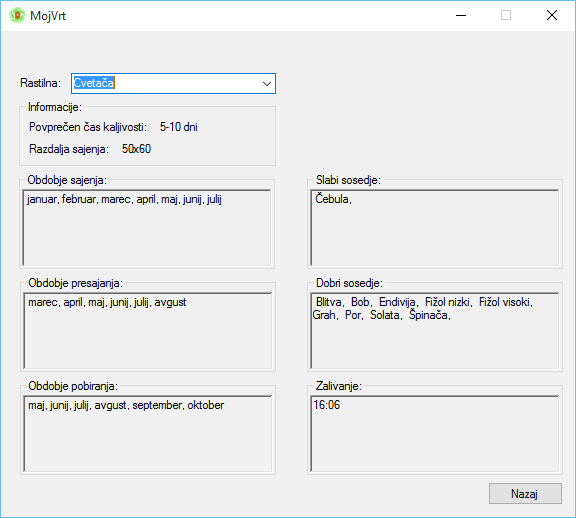 MojVrt
Rastilna: Cvetača
Informacije:
Povprečen čas kaljivosti: 5-10 dni
Razdalja sajenja: 50x60
Obdobje sajenja:
januar, februar, marec, april, maj, junij, julij
Slabi sosedje:
Čebula,
Obdobje presajanja:
marec, april, maj, junij, julij, avgust
Dobri sosedje:
Blitva, Bob, Endivija, Fižol nizki, Fižol visoki,
Grah, Por, Solata, Špinača,
Obdobje pobiranja:
maj, junij, julij, avgust, september, oktober
Zalivanje:
16:06
Nazaj